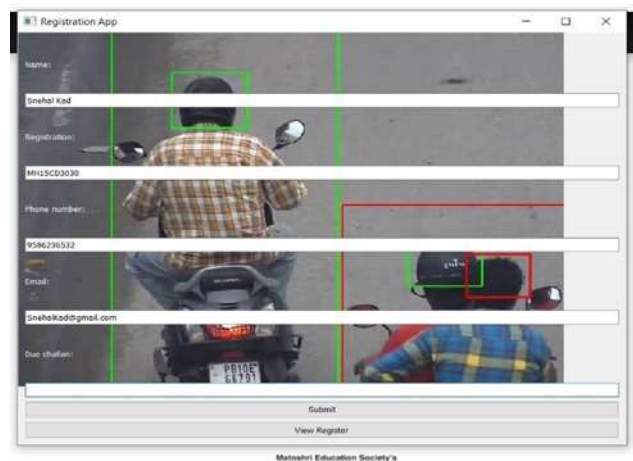 Registration App
Name:
Snehal Kad
Registration:
MH15CD3030
Phone number:
9586236532
Email:
SnehalKad@gmail.com
Due challan:
PB10E
Submit
View Register
Matoshri Education Society's